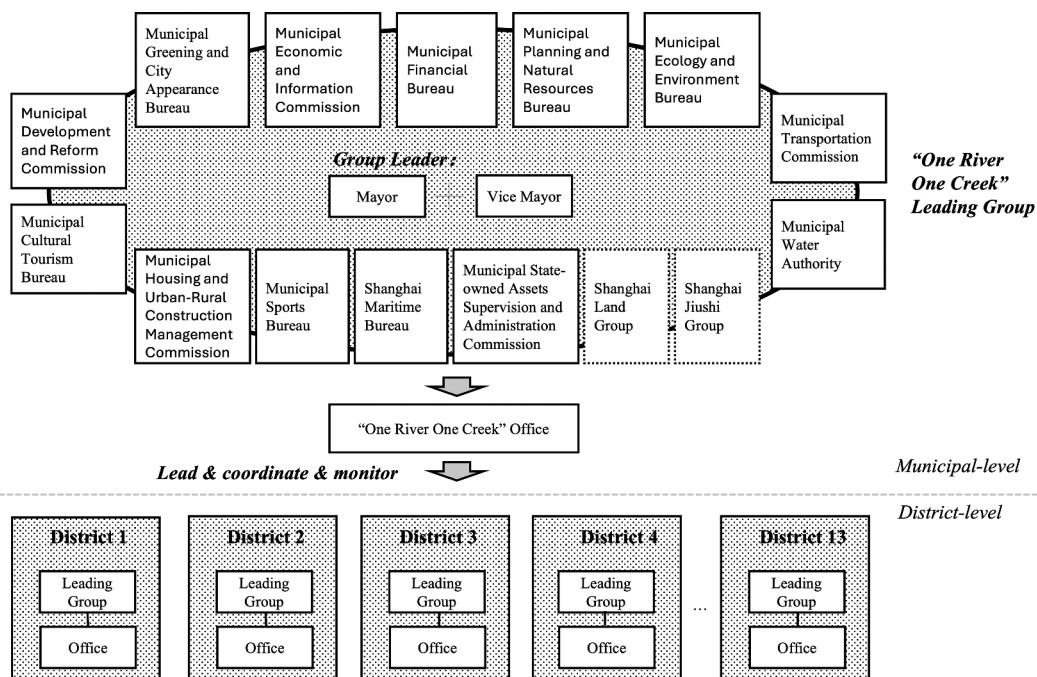 Municipal
Greening and
City
Appearance
Bureau
Municipal
Economic
and
Information
Commission
Municipal
Financial
Bureau
Municipal
Planning and
Natural
Resources
Bureau
Municipal
Ecology and
Environment
Bureau
Municipal
Development
and Reform
Commission
Municipal
Transportation
Commission
“One River
One Creek”
Leading Group
Group Leader：
Mayor
Vice Mayor
Municipal
Cultural
Tourism
Bureau
Municipal
Water
Authority
Municipal
Housing and
Urban-Rural
Construction
Management
Commission
Municipal
Sports
Bureau
Shanghai
Maritime
Bureau
Municipal State-
owned Assets
Supervision and
Administration
Commission
Shanghai
Land
Group
Shanghai
Jiushi
Group
“One River One Creek” Office
Lead & coordinate & monitor
Municipal-level
District-level
District 1
Leading
Group
Office
District 2
Leading
Group
Office
District 3
Leading
Group
Office
District 4
Leading
Group
Office
...
District 13
Leading
Group
Office